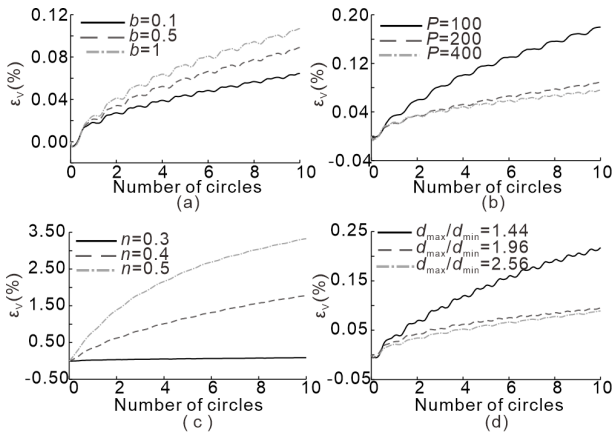 0.12
0.08
0.04
0.00
εV(%)
b=0.1
b=0.5
b=1
0 2 4 6 8 10
Number of circles
(a)
0.20
0.12
0.04
-0.04
εV(%)
P=100
P=200
P=400
0 2 4 6 8 10
Number of circles
(b)
3.50
2.50
1.50
0.50
-0.50
εV(%)
n=0.3
n=0.4
n=0.5
0 2 4 6 8 10
Number of circles
(c)
0.25
0.15
0.05
-0.05
εV(%)
dmax/dmin=1.44
dmax/dmin=1.96
dmax/dmin=2.56
0 2 4 6 8 10
Number of circles
(d)